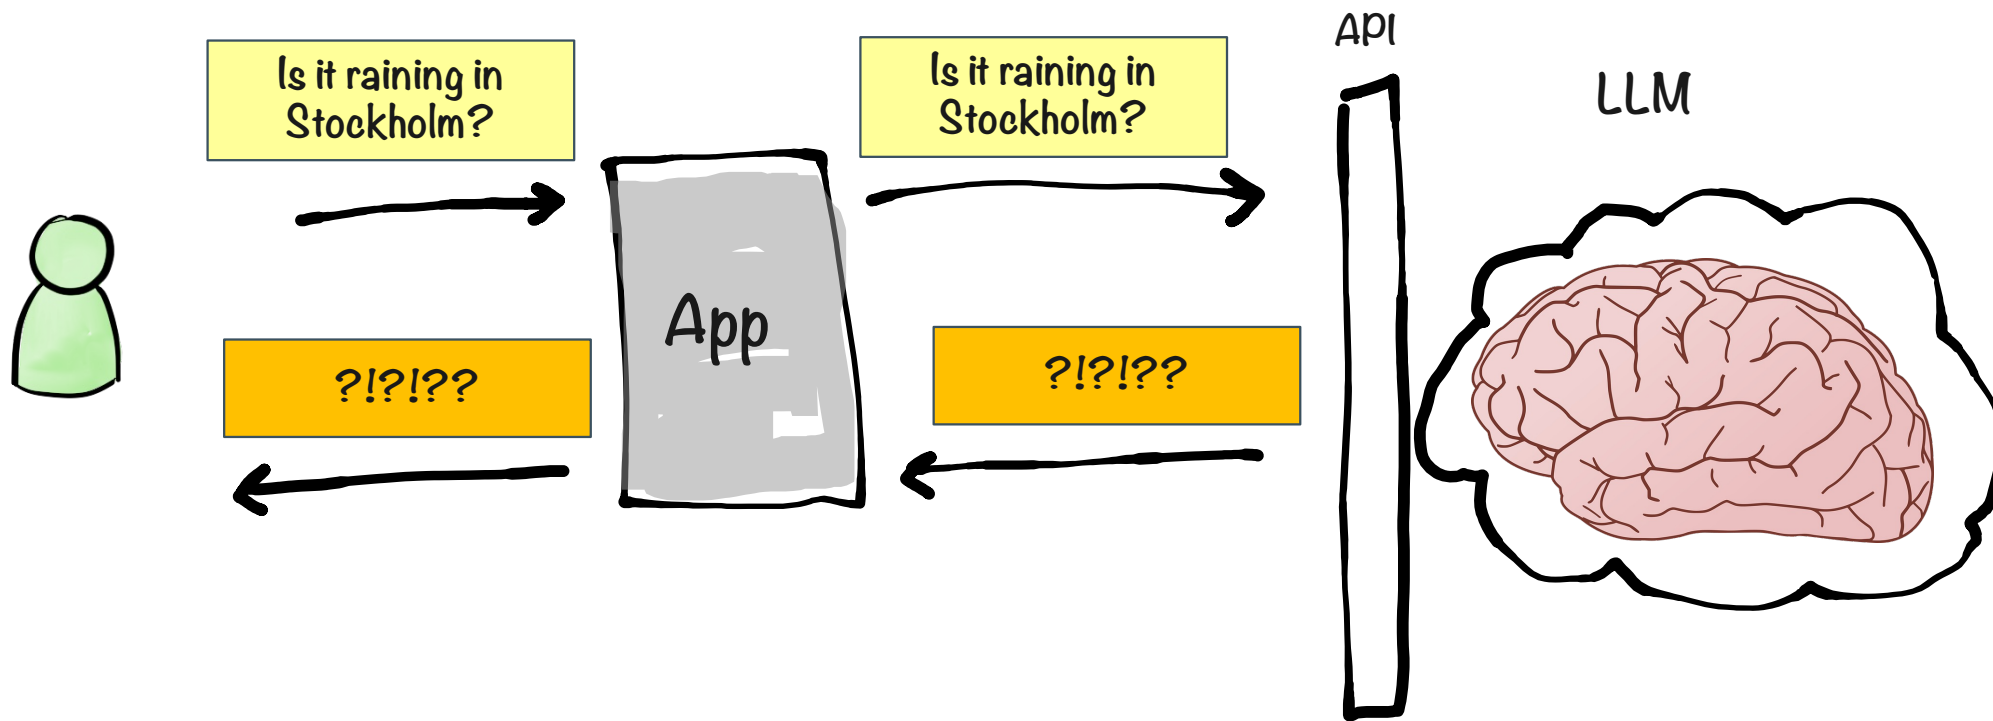 Is it raining in
Stockholm?
Is it raining in
Stockholm?
API
LLM
App
?!?!??
?!?!??